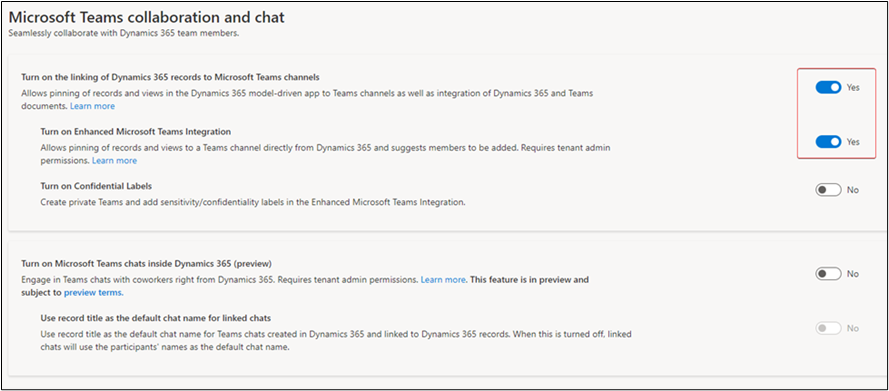 Microsoft Teams collaboration and chat
Seamlessly collaborate with Dynamics 365 team members.
Turn on the linking of Dynamics 365 records to Microsoft Teams channels
Allows pinning of records and views in the Dynamics 365 model-driven app to Teams channels as well as integration of Dynamics 365 and Teams
documents. Learn more
Yes
Turn on Enhanced Microsoft Teams Integration
Allows pinning of records and views to a Teams channel directly from Dynamics 365 and suggests members to be added. Requires tenant admin
permissions. Learn more
Yes
Turn on Confidential Labels
Create private Teams and add sensitivity/confidentiality labels in the Enhanced Microsoft Teams Integration.
No
Turn on Microsoft Teams chats inside Dynamics 365 (preview)
Engage in Teams chats with coworkers right from Dynamics 365. Requires tenant admin permissions. Learn more. This feature is in preview and
subject to preview terms.
No
Use record title as the default chat name for linked chats
Use record title as the default chat name for Teams chats created in Dynamics 365 and linked to Dynamics 365 records. When this is turned off, linked
chats will use the participants' names as the default chat name.
No